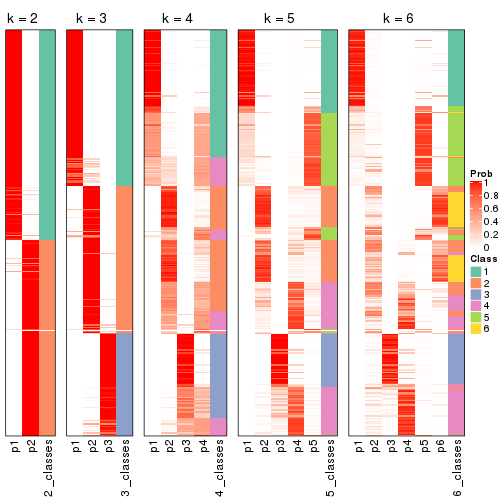 k = 2
k = 3
k = 4
k = 5
k = 6
p1
p2
2_classes
p1
p2
p3
3_classes
p1
p2
p3
p4
4_classes
p1
p2
p3
p4
p5
5_classes
p1
p2
p3
p4
p5
p6
6_classes
Prob
1
0.8
0.6
0.4
0.2
0
Class
1
2
3
4
5
6